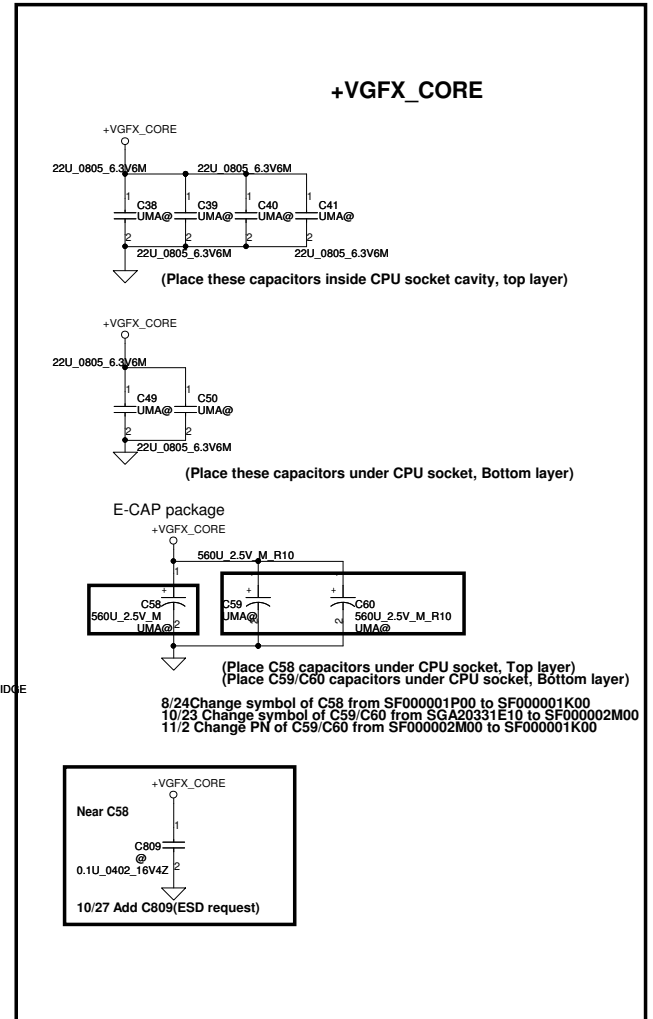 +VGFX_CORE
+VGFX_CORE
22U_0805_6.3V6M 22U_0805_6.3V6M
1 1 1 1
C38 C39 C40 C41
UMA@ UMA@ UMA@ UMA@
2 2 2 2
22U_0805_6.3V6M 22U_0805_6.3V6M
(Place these capacitors inside CPU socket cavity, top layer)
+VGFX_CORE
22U_0805_6.3V6M
1 1
C49 C50
UMA@ UMA@
2 2
22U_0805_6.3V6M
(Place these capacitors under CPU socket, Bottom layer)
E-CAP package
+VGFX_CORE
560U_2.5V_M_R10
1 1 1
+ + +
C58 C59 C60
560U_2.5V_M UMA@ 560U_2.5V_M_R10
UMA@ UMA@
2 2 2
(Place C58 capacitors under CPU socket, Top layer)
(Place C59/C60 capacitors under CPU socket, Bottom layer)
IDGE
8/24Change symbol of C58 from SF000001P00 to SF000001K00
10/23 Change symbol of C59/C60 from SGA20331E10 to SF000002M00
11/2 Change PN of C59/C60 from SF000002M00 to SF000001K00
+VGFX_CORE
Near C58
1
C809
@
0.1U_0402_16V4Z 2
10/27 Add C809(ESD request)